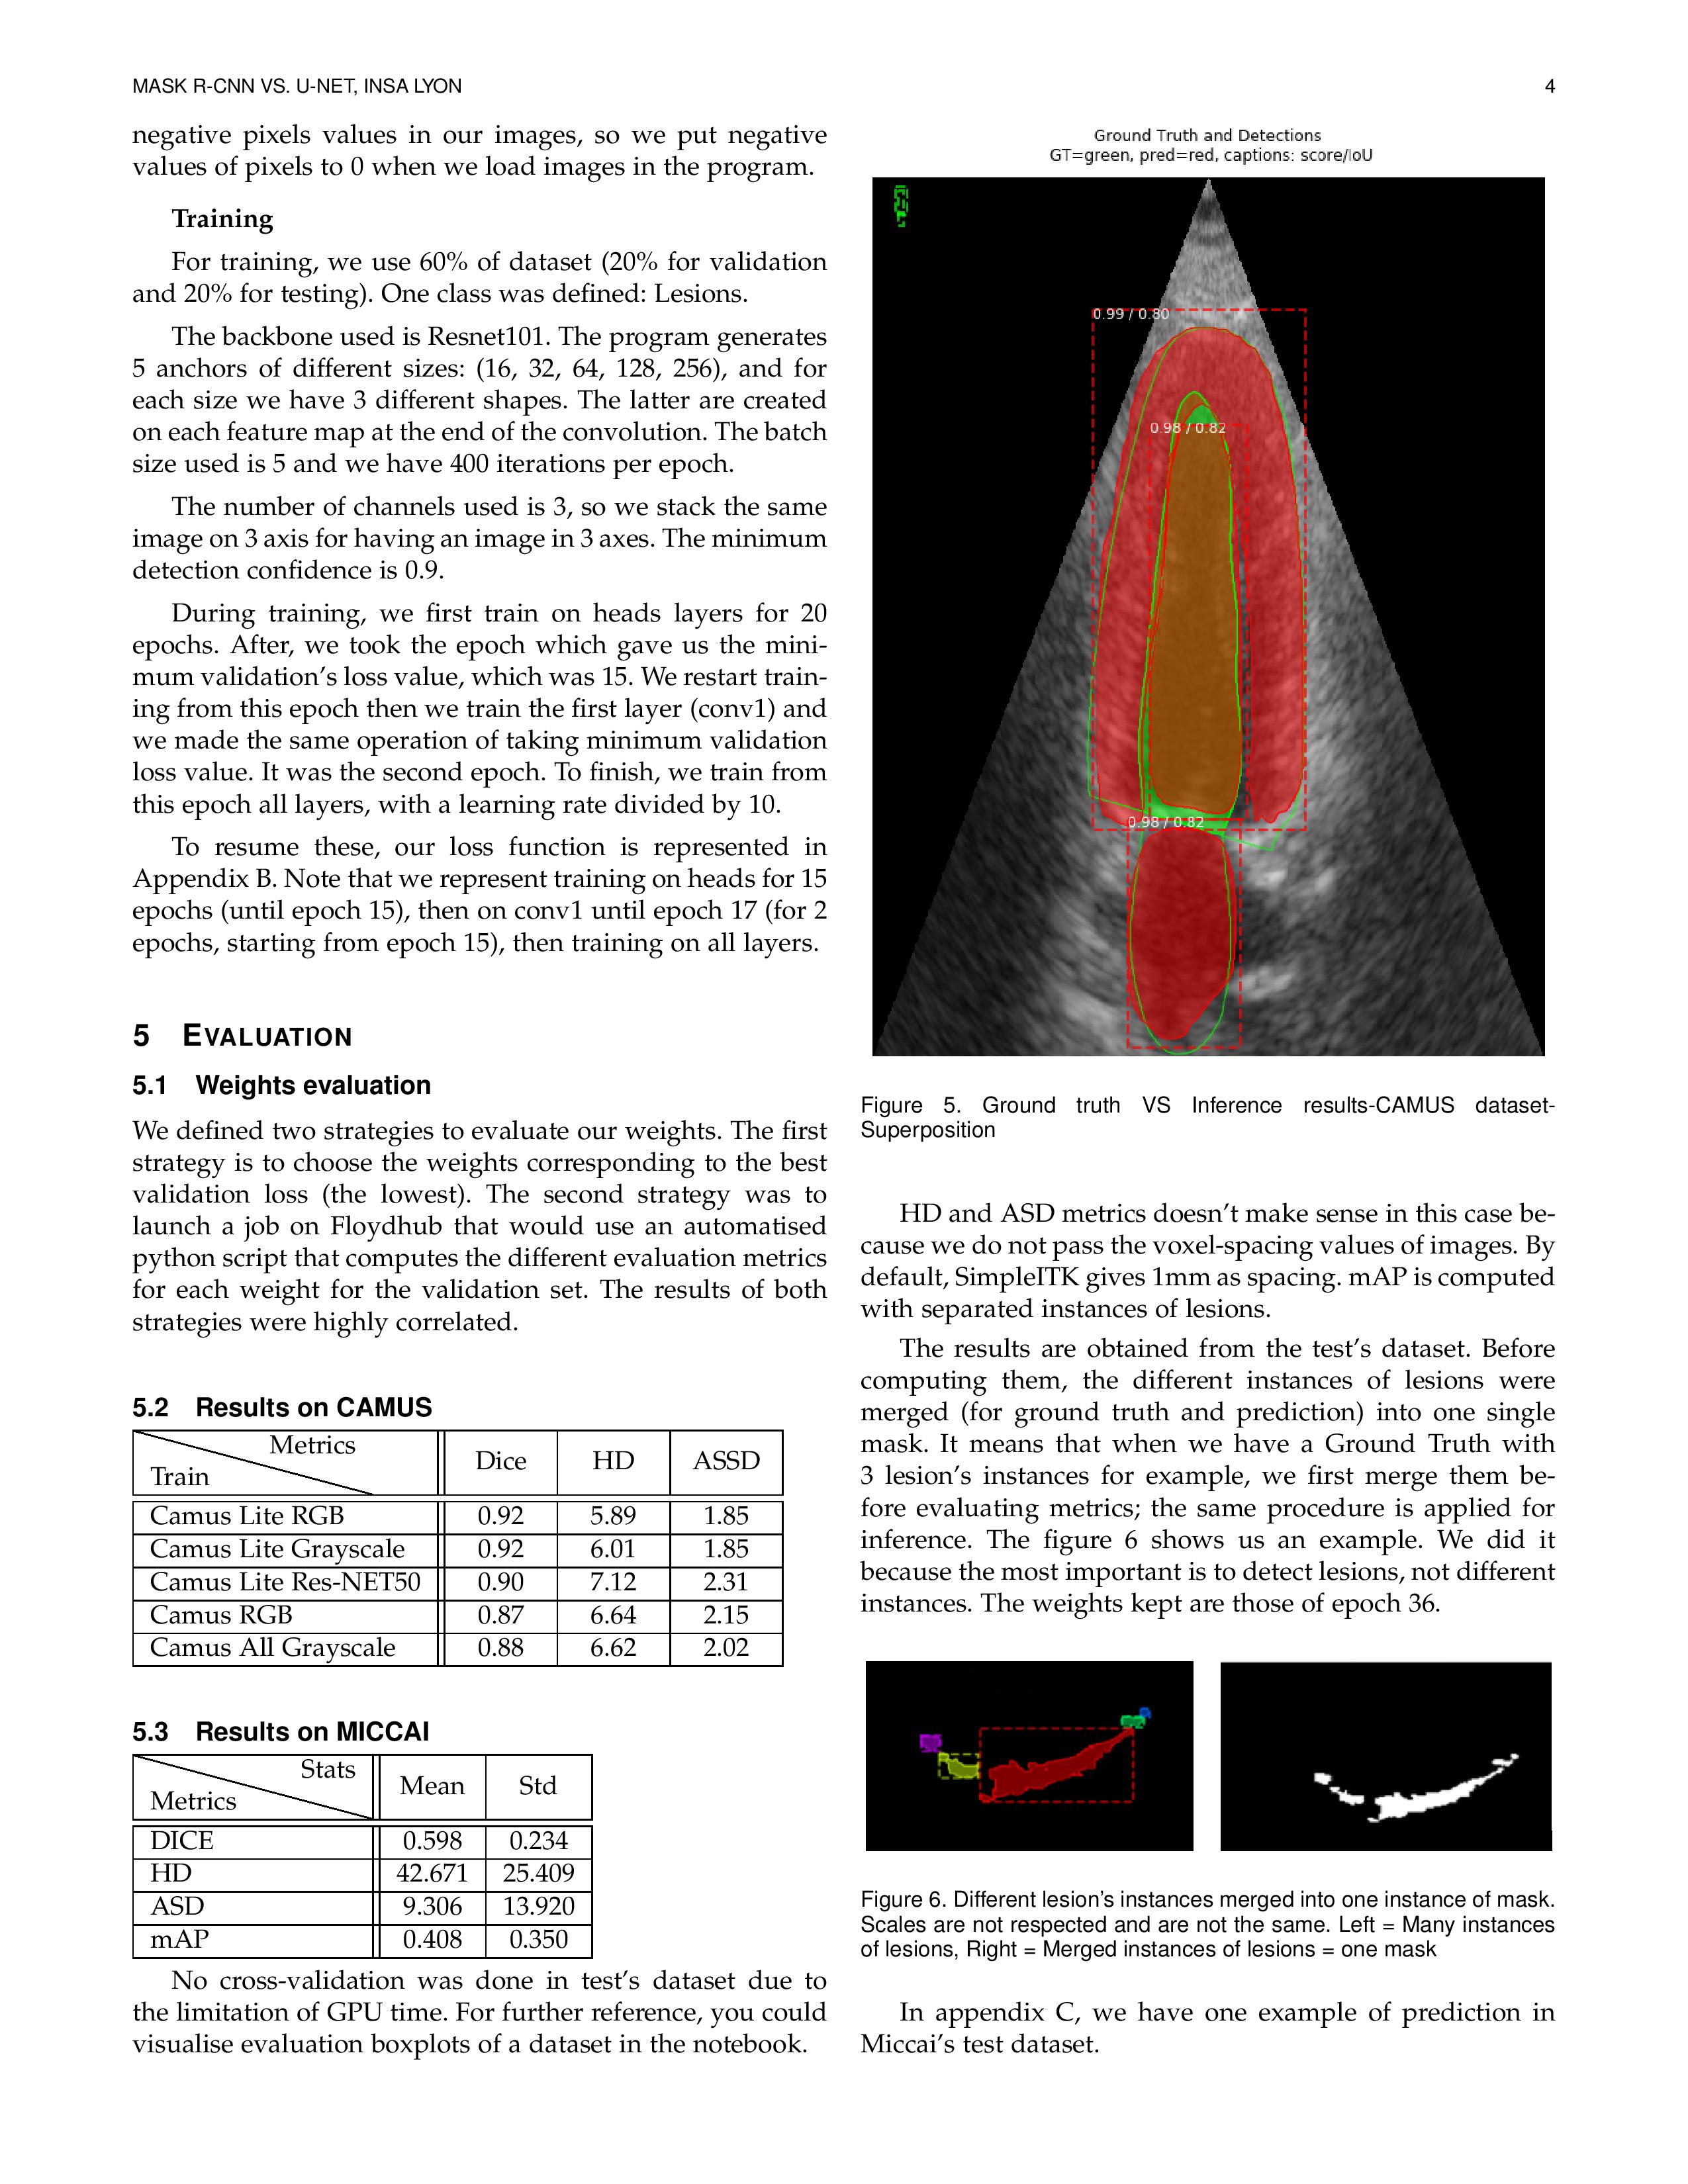 MASK R-CNN VS. U-NET, INSA LYON
4
negative pixels values in our images, so we put negative
values of pixels to 0 when we load images in the program.
Training
For training, we use 60% of dataset (20% for validation
and 20% for testing). One class was defined: Lesions.
The backbone used is Resnet101. The program generates
5 anchors of different sizes: (16, 32, 64, 128, 256), and for
each size we have 3 different shapes. The latter are created
on each feature map at the end of the convolution. The batch
size used is 5 and we have 400 iterations per epoch.
The number of channels used is 3, so we stack the same
image on 3 axis for having an image in 3 axes. The minimum
detection confidence is 0.9.
During training, we first train on heads layers for 20
epochs. After, we took the epoch which gave us the mini-
mum validation's loss value, which was 15. We restart train-
ing from this epoch then we train the first layer (conv1) and
we made the same operation of taking minimum validation
loss value. It was the second epoch. To finish, we train from
this epoch all layers, with a learning rate divided by 10.
To resume these, our loss function is represented in
Appendix B. Note that we represent training on heads for 15
epochs (until epoch 15), then on conv1 until epoch 17 (for 2
epochs, starting from epoch 15), then training on all layers.
5 EVALUATION
5.1 Weights evaluation
We defined two strategies to evaluate our weights. The first
strategy is to choose the weights corresponding to the best
validation loss (the lowest). The second strategy was to
launch a job on Floydhub that would use an automatised
python script that computes the different evaluation metrics
for each weight for the validation set. The results of both
strategies were highly correlated.
5.2 Results on CAMUS
Metrics
Train
Dice HD ASSD
Camus Lite RGB 0.92 5.89 1.85
Camus Lite Grayscale 0.92 6.01 1.85
Camus Lite Res-NET50 0.90 7.12 2.31
Camus RGB 0.87 6.64 2.15
Camus All Grayscale 0.88 6.62 2.02
5.3 Results on MICCAI
Stats
Metrics
Mean Std
DICE 0.598 0.234
HD 42.671 25.409
ASD 9.306 13.920
mAP 0.408 0.350
No cross-validation was done in test's dataset due to
the limitation of GPU time. For further reference, you could
visualise evaluation boxplots of a dataset in the notebook.
Ground Truth and Detections
GT=green, pred=red, captions: score/IoU
0.99 / 0.80
0.98 / 0.82
0.98 / 0.82
Figure 5. Ground truth VS Inference results-CAMUS dataset-
Superposition
HD and ASD metrics doesn't make sense in this case be-
cause we do not pass the voxel-spacing values of images. By
default, SimpleITK gives 1mm as spacing. mAP is computed
with separated instances of lesions.
The results are obtained from the test's dataset. Before
computing them, the different instances of lesions were
merged (for ground truth and prediction) into one single
mask. It means that when we have a Ground Truth with
3 lesion's instances for example, we first merge them be-
fore evaluating metrics; the same procedure is applied for
inference. The figure 6 shows us an example. We did it
because the most important is to detect lesions, not different
instances. The weights kept are those of epoch 36.
Figure 6. Different lesion's instances merged into one instance of mask.
Scales are not respected and are not the same. Left = Many instances
of lesions, Right = Merged instances of lesions = one mask
In appendix C, we have one example of prediction in
Miccai's test dataset.